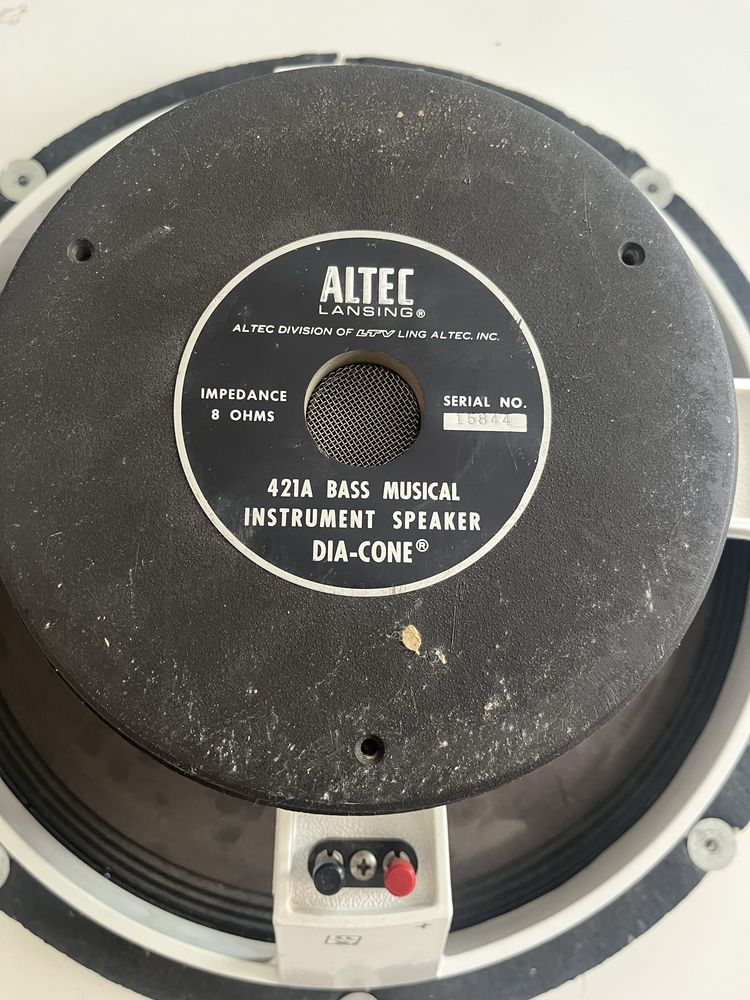 ALTEC
LANSING®
ALTEC DIVISION OF LTV LING ALTEC, INC.
IMPEDANCE
8 OHMS
SERIAL NO.
15844
421A BASS MUSICAL
INSTRUMENT SPEAKER
DIA-CONE®